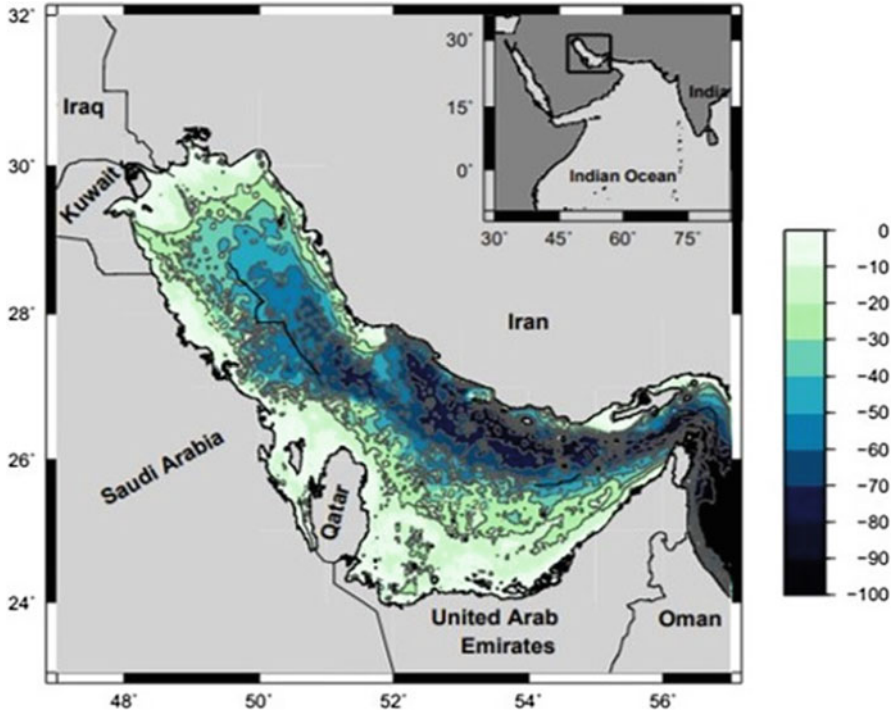 32°
30°
28°
26°
24°
48°
50°
52°
54°
56°
Iraq
Kuwait
Iran
Saudi Arabia
Qatar
United Arab
Emirates
Oman
30°
15°
0°
India
Indian Ocean
30°
45°
60°
75°
0
−10
−20
−30
−40
−50
−60
−70
−80
−90
−100